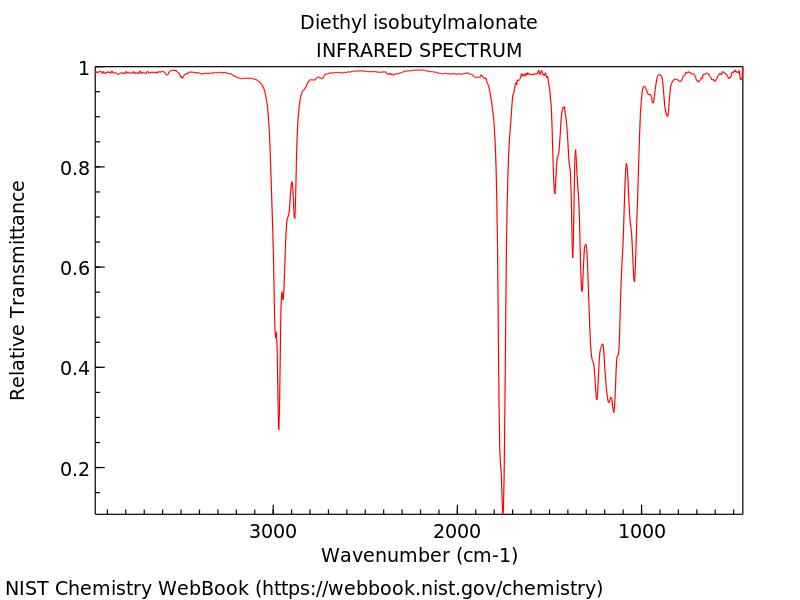 Diethyl isobutylmalonate
INFRARED SPECTRUM
1
0.8
0.6
0.4
0.2
Relative Transmittance
3000 2000 1000
Wavenumber (cm-1)
NIST Chemistry WebBook (https://webbook.nist.gov/chemistry)